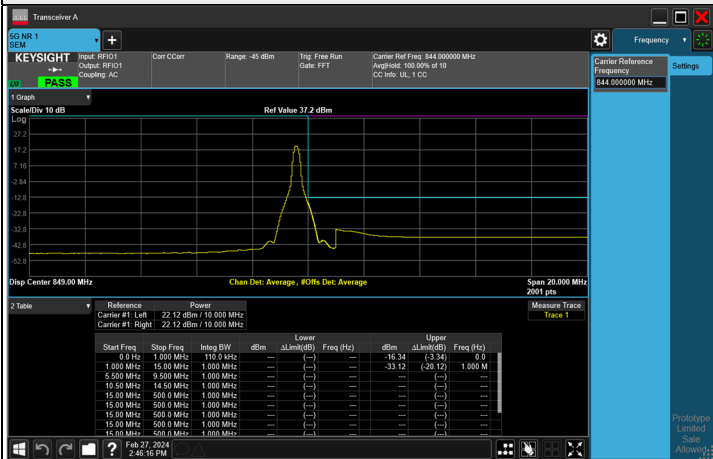 Transceiver A
5G NR 1
SEM
Frequency
KEYSIGHT Input: RFIO1 Corr CCorr Range: -45 dBm Trig: Free Run Carrier Ref Freq: 844.000000 MHz
Output: RFIO1 Gate: FFT Avg|Hold: 100.00% of 10
Coupling: AC CC Info: UL, 1 CC
PASS
Carrier Reference
Frequency
844.000000 MHz
Settings
1 Graph
Scale/Div 10 dB Ref Value 37.2 dBm
Log
27.2
17.2
7.16
-2.84
-12.8
-22.8
-32.8
-42.8
-52.8
Disp Center 849.00 MHz Chan Det: Average , #Offs Det: Average Span 20.000 MHz
2001 pts
2 Table
Reference Power
Carrier #1: Left 22.12 dBm / 10.000 MHz
Carrier #1: Right 22.12 dBm / 10.000 MHz
Measure Trace
Trace 1
Lower Upper
Start Freq Stop Freq Integ BW dBm ΔLimit(dB) Freq (Hz) dBm ΔLimit(dB) Freq (Hz)
0.0 Hz 1.000 MHz 110.0 kHz --- (---) --- -16.34 (-3.34) 0.0
1.000 MHz 15.00 MHz 1.000 MHz --- (---) --- -33.12 (-20.12) 1.000 M
5.500 MHz 9.500 MHz 1.000 MHz --- (---) --- --- (---) ---
10.50 MHz 14.50 MHz 1.000 MHz --- (---) --- --- (---) ---
15.00 MHz 500.0 MHz 1.000 MHz --- (---) --- --- (---) ---
15.00 MHz 500.0 MHz 1.000 MHz --- (---) --- --- (---) ---
15.00 MHz 500.0 MHz 1.000 MHz --- (---) --- --- (---) ---
15.00 MHz 500.0 MHz 1.000 MHz --- (---) --- --- (---) ---
Prototype
Limited
Sale
Allowed
Feb 27, 2024
2:46:16 PM